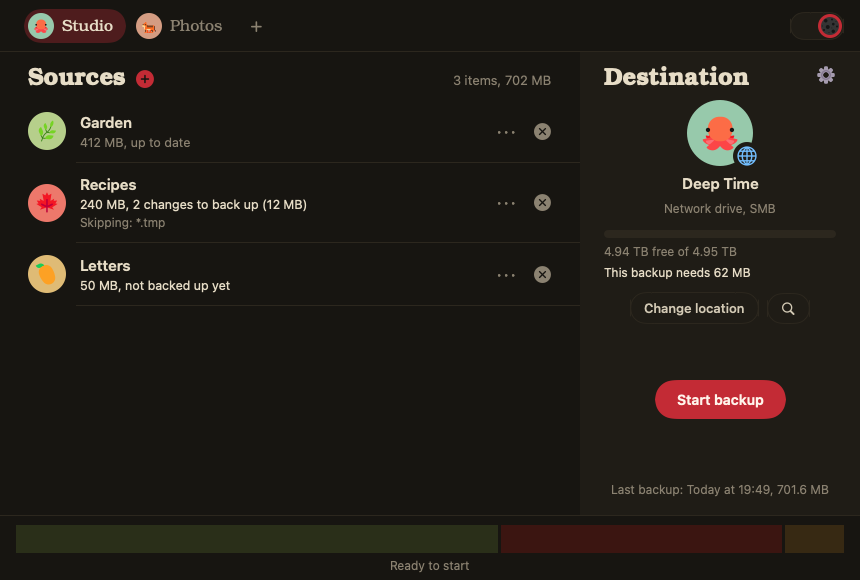 Studio
Photos
+
Sources
3 items, 702 MB
Garden
412 MB, up to date
Recipes
240 MB, 2 changes to back up (12 MB)
Skipping: *.tmp
Letters
50 MB, not backed up yet
Destination
Deep Time
Network drive, SMB
4.94 TB free of 4.95 TB
This backup needs 62 MB
Change location
Start backup
Last backup: Today at 19:49, 701.6 MB
Ready to start